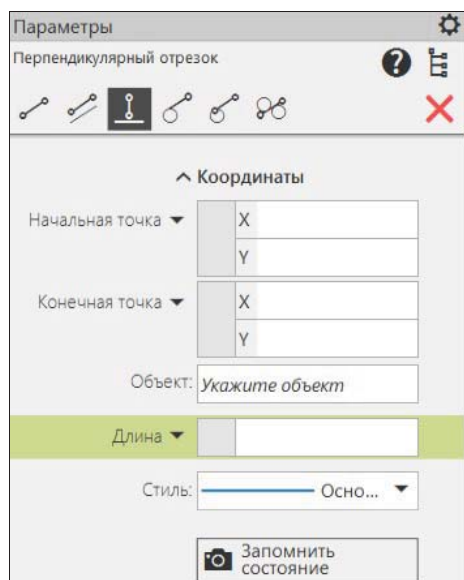 Параметры
Перпендикулярный отрезок
?
Координаты
Начальная точка X
Y
Конечная точка X
Y
Объект: Укажите объект
Длина
Стиль: Осно...
Запомнить
состояние